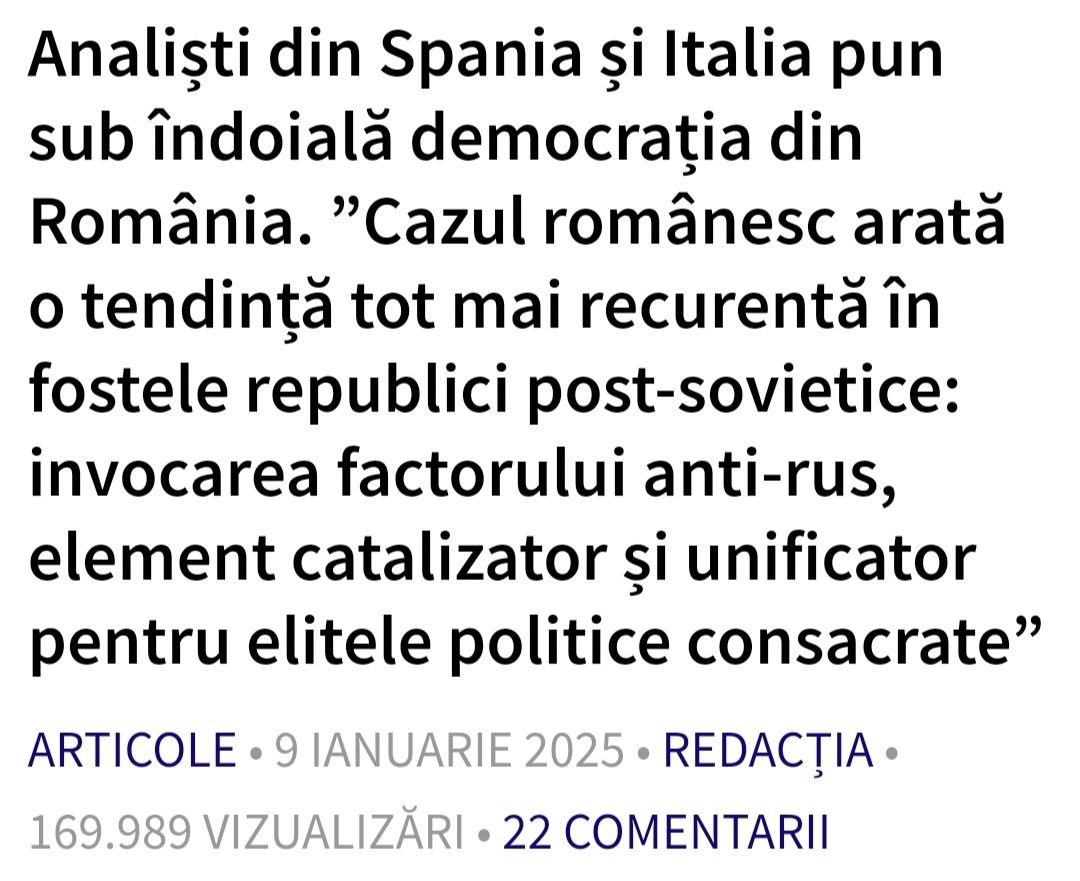 Analiști din Spania și Italia pun
sub îndoială democrația din
România. ”Cazul românesc arată
o tendință tot mai recurentă în
fostele republici post-sovietice:
invocarea factorului anti-rus,
element catalizator și unificator
pentru elitele politice consacrate”
ARTICOLE • 9 IANUARIE 2025 • REDACȚIA •
169.989 VIZUALIZĂRI • 22 COMENTARII